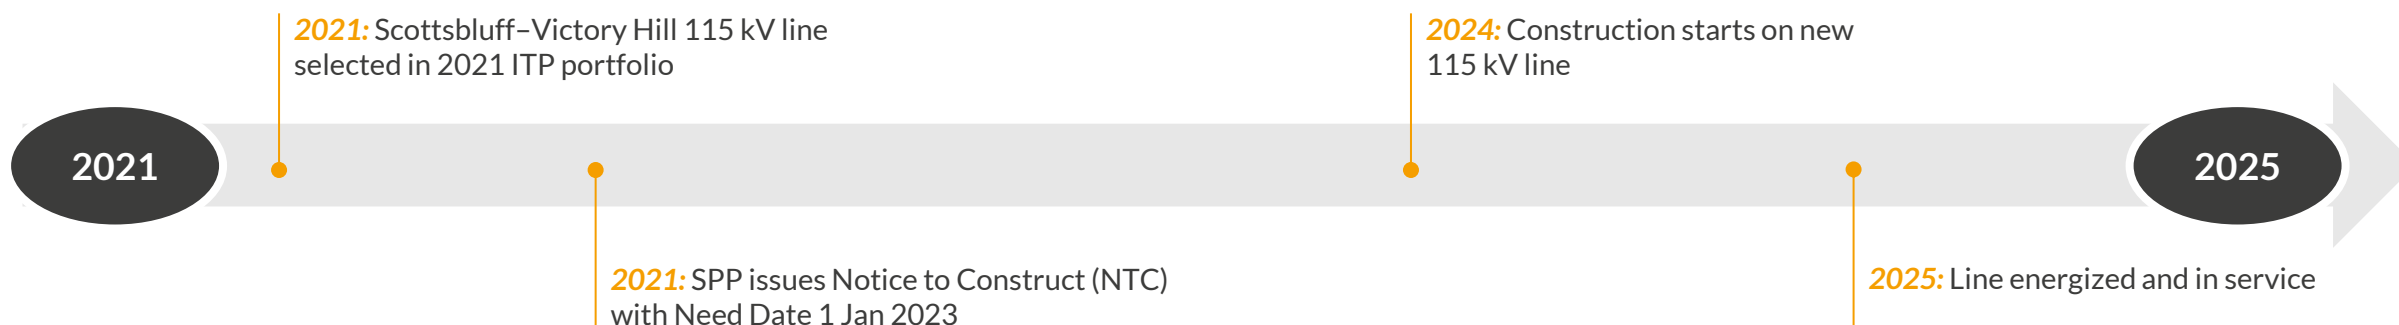 2021: Scottsbluff–Victory Hill 115 kV line
selected in 2021 ITP portfolio
2024: Construction starts on new
115 kV line
2021
2025
2021: SPP issues Notice to Construct (NTC)
with Need Date 1 Jan 2023
2025: Line energized and in service